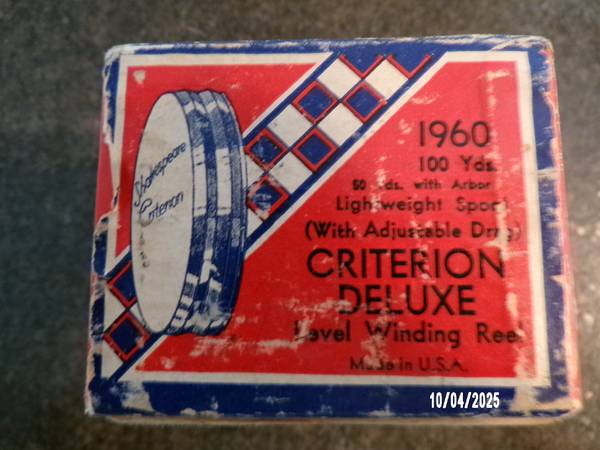 Shakespeare
Criterion
1960
100 Yds.
50 Yds. with Arbor
Lightweight Spool
(With Adjustable Drag)
CRITERION
DELUXE
Level Winding Reel
Made in U.S.A.
10/04/2025